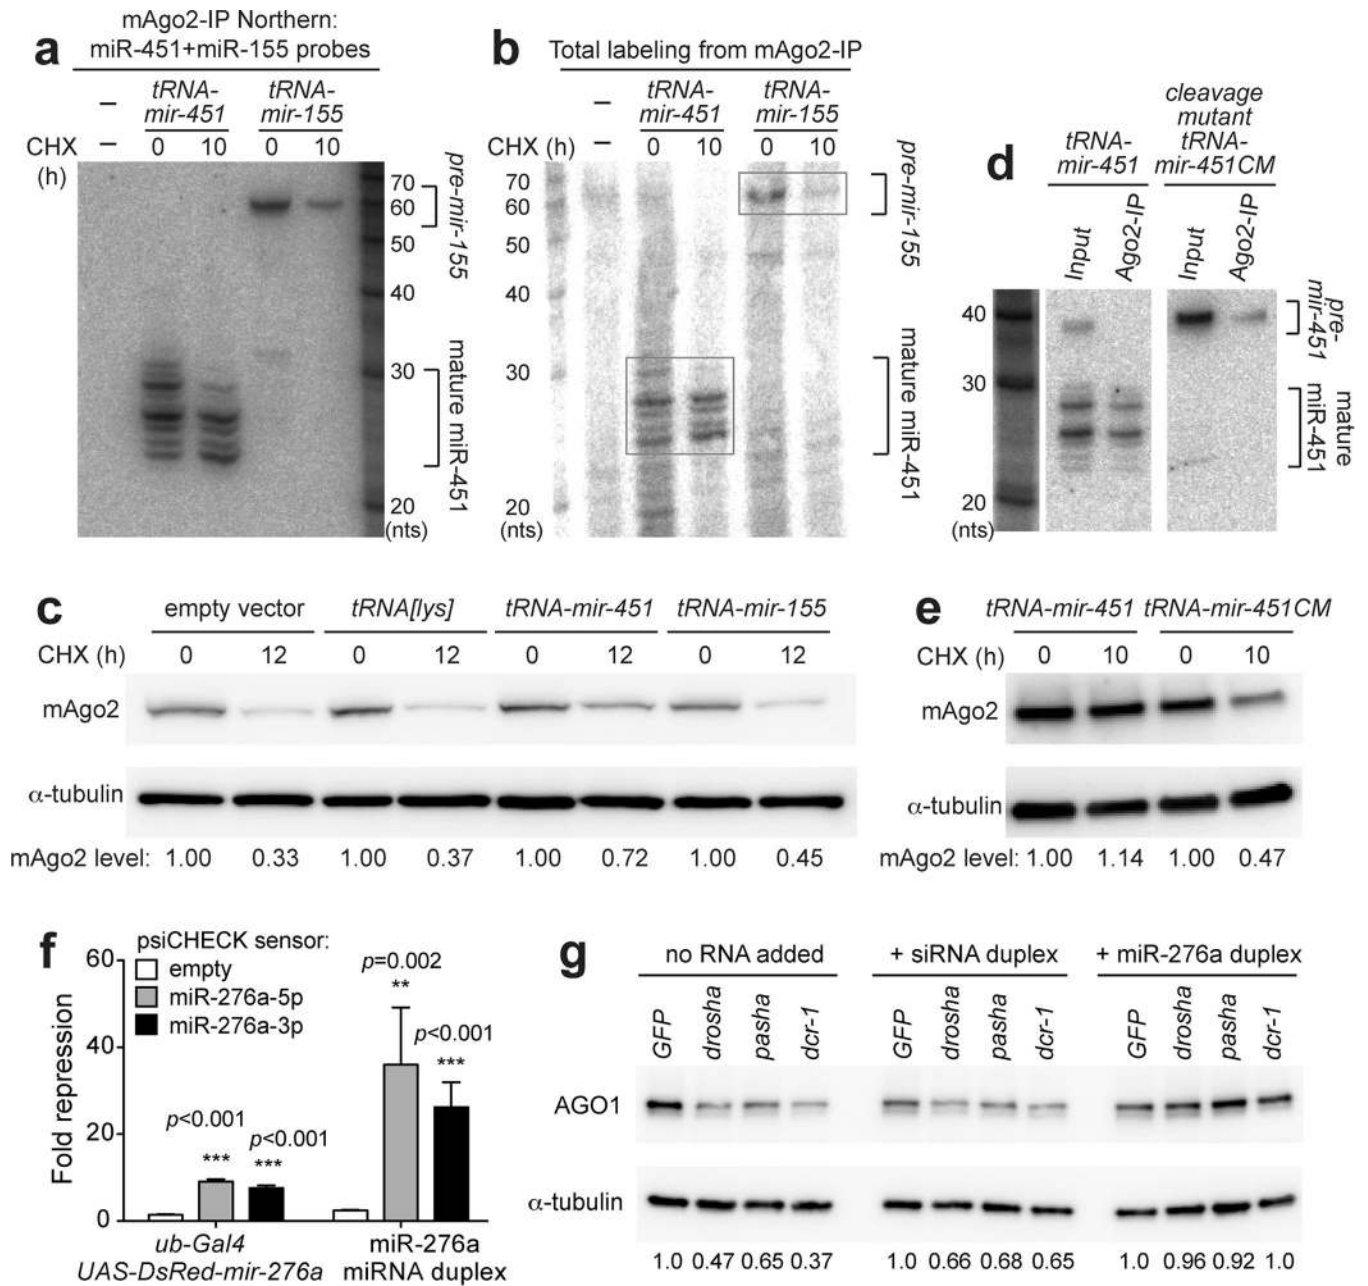 a
mAgo2-IP Northern:
miR-451+miR-155 probes
– tRNA-mir-451 tRNA-mir-155
CHX (h) – 0 10 0 10
70
60
50
40
30
20
(nts)
pre-mir-155
mature miR-451
b
Total labeling from mAgo2-IP
– tRNA-mir-451 tRNA-mir-155
CHX (h) – 0 10 0 10
70
60
50
40
30
20
(nts)
pre-mir-155
mature miR-451
d
tRNA-mir-451
cleavage mutant tRNA-mir-451CM
Input Ago2-IP Input Ago2-IP
40
30
20
(nts)
pre-mir-451
mature miR-451
c
empty vector tRNA[lys] tRNA-mir-451 tRNA-mir-155
CHX (h) 0 12 0 12 0 12 0 12
mAgo2
α-tubulin
mAgo2 level: 1.00 0.33 1.00 0.37 1.00 0.72 1.00 0.45
e
tRNA-mir-451 tRNA-mir-451CM
CHX (h) 0 10 0 10
mAgo2
α-tubulin
mAgo2 level: 1.00 1.14 1.00 0.47
f
psiCHECK sensor:
empty
miR-276a-5p
miR-276a-3p
Fold repression
60
40
20
0
p<0.001
***
p<0.001
***
p=0.002
**
p<0.001
***
ub-Gal4
UAS-DsRed-mir-276a
miR-276a
miRNA duplex
g
no RNA added + siRNA duplex + miR-276a duplex
GFP drosha pasha dcr-1 GFP drosha pasha dcr-1 GFP drosha pasha dcr-1
AGO1
α-tubulin
1.0 0.47 0.65 0.37 1.0 0.66 0.68 0.65 1.0 0.96 0.92 1.0